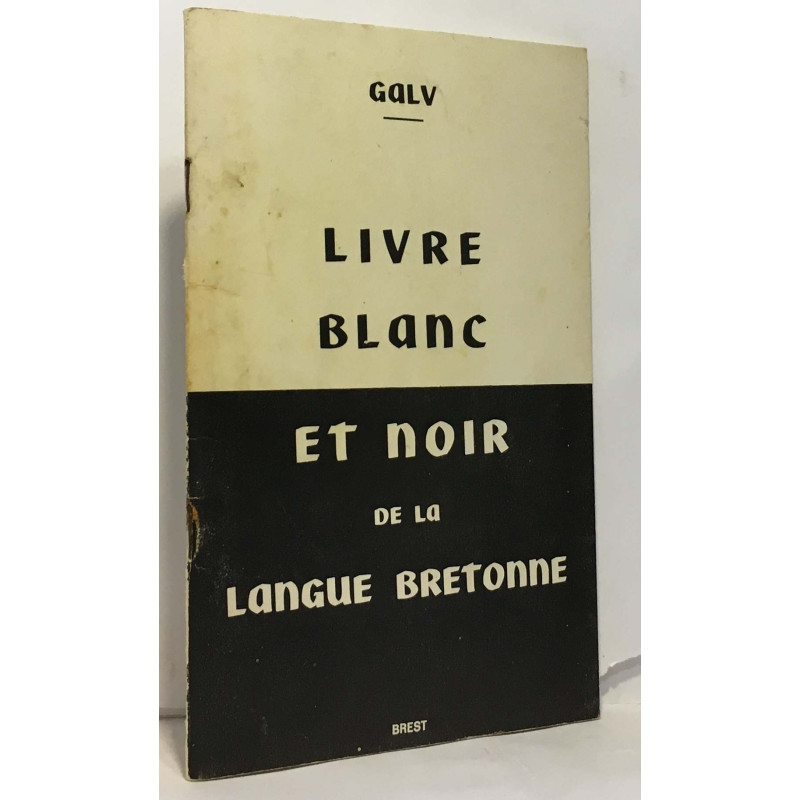 GALV
LIVRE
BLANC
ET NOIR
DE LA
LANGUE BRETONNE
BREST